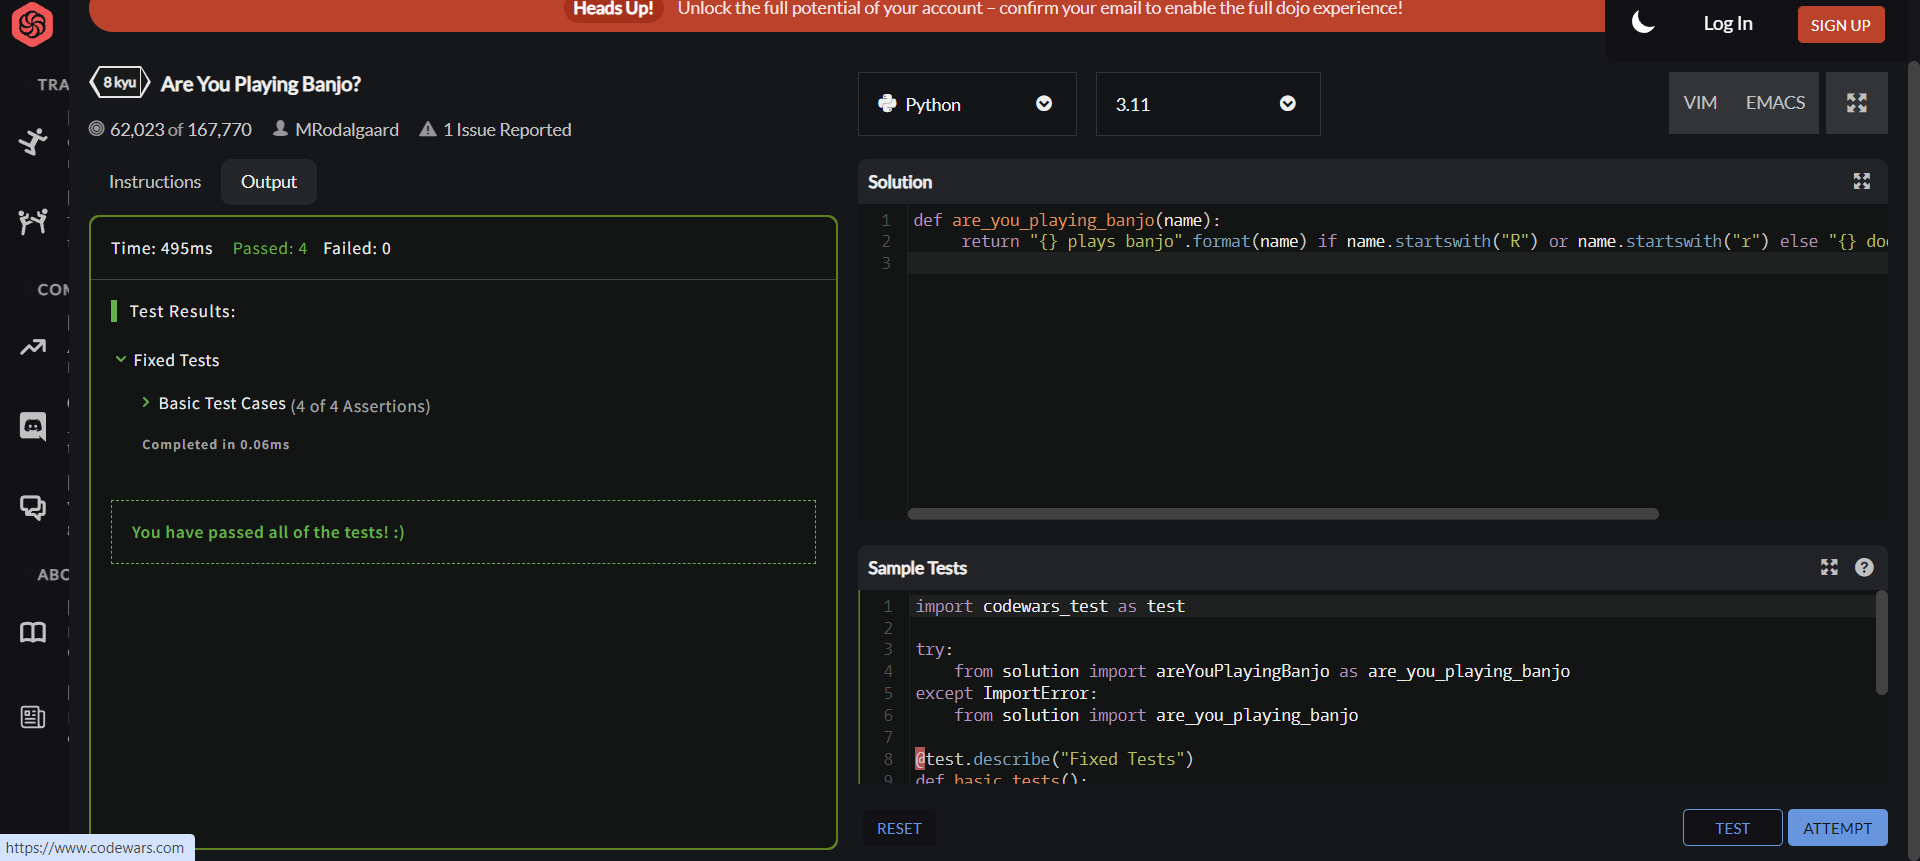 Heads Up! Unlock the full potential of your account – confirm your email to enable the full dojo experience!
Log In
SIGN UP
TRA
8 kyu Are You Playing Banjo?
62,023 of 167,770 MRodalgaard 1 Issue Reported
Instructions Output
Time: 495ms Passed: 4 Failed: 0
COM
Test Results:
Fixed Tests
Basic Test Cases (4 of 4 Assertions)
Completed in 0.06ms
You have passed all of the tests! :)
ABC
Python
3.11
VIM EMACS
Solution
1 def are_you_playing_banjo(name):
2 return "{} plays banjo".format(name) if name.startswith("R") or name.startswith("r") else "{} doe
3
Sample Tests
1 import codewars_test as test
2
3 try:
4 from solution import areYouPlayingBanjo as are_you_playing_banjo
5 except ImportError:
6 from solution import are_you_playing_banjo
7
8 @test.describe("Fixed Tests")
9 def basic_tests():
RESET
TEST
ATTEMPT
https://www.codewars.com